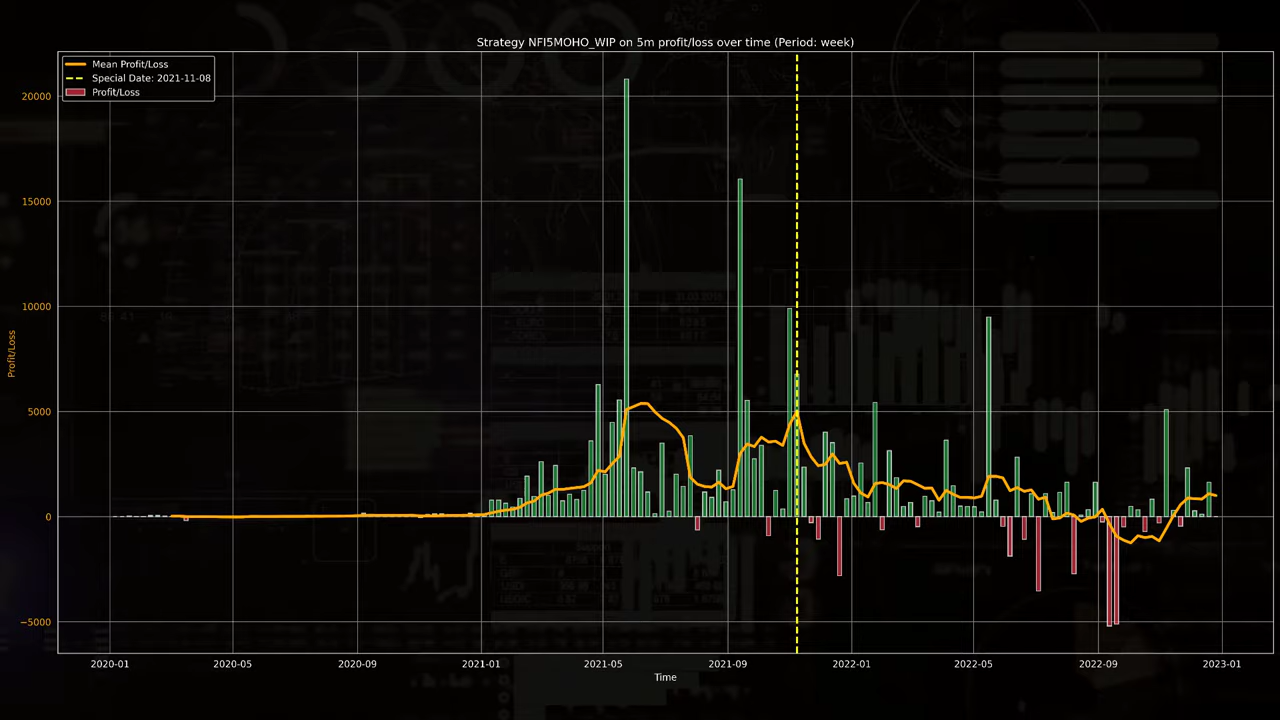 Strategy NFI5MOHO_WIP on 5m profit/loss over time (Period: week)
Mean Profit/Loss
Special Date: 2021-11-08
Profit/Loss
20000
15000
10000
5000
0
−5000
Profit/Loss
2020-01 2020-05 2020-09 2021-01 2021-05 2021-09 2022-01 2022-05 2022-09 2023-01
Time